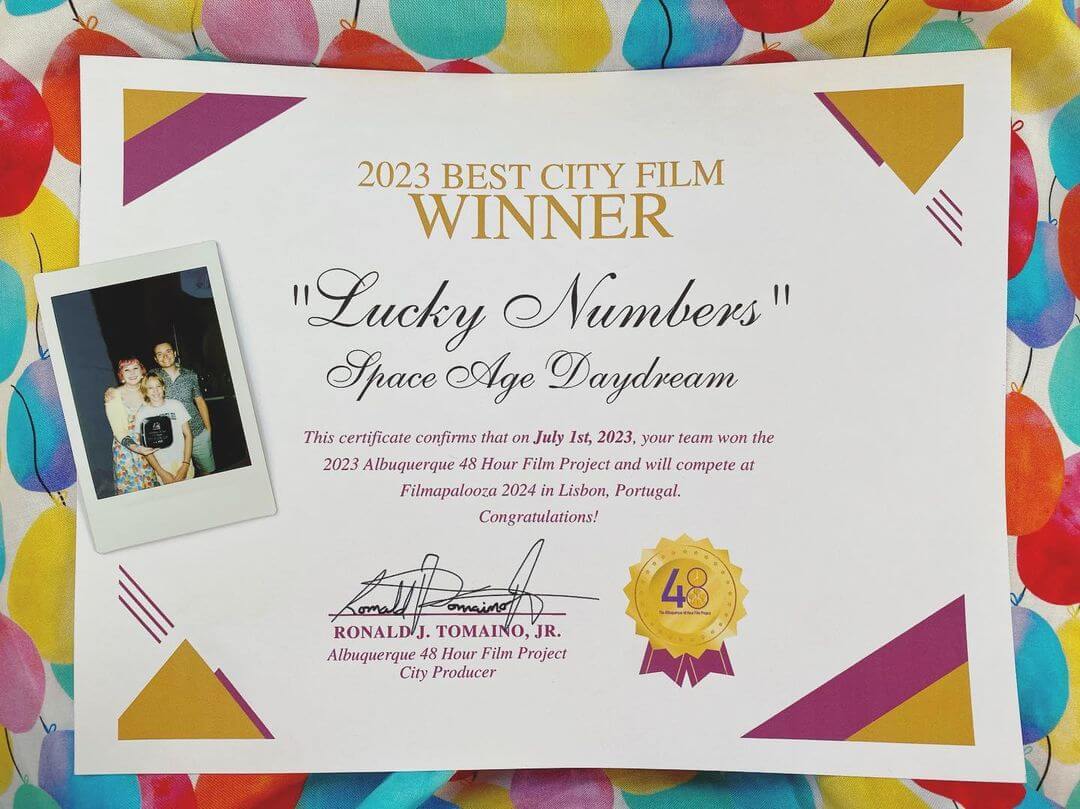 2023 BEST CITY FILM
WINNER
"Lucky Numbers"
Space Age Daydream
This certificate confirms that on July 1st, 2023, your team won the
2023 Albuquerque 48 Hour Film Project and will compete at
Filmapalooza 2024 in Lisbon, Portugal.
Congratulations!
Ronald J Tomaino Jr
RONALD J. TOMAINO, JR.
Albuquerque 48 Hour Film Project
City Producer
48
The Albuquerque 48 Hour Film Project